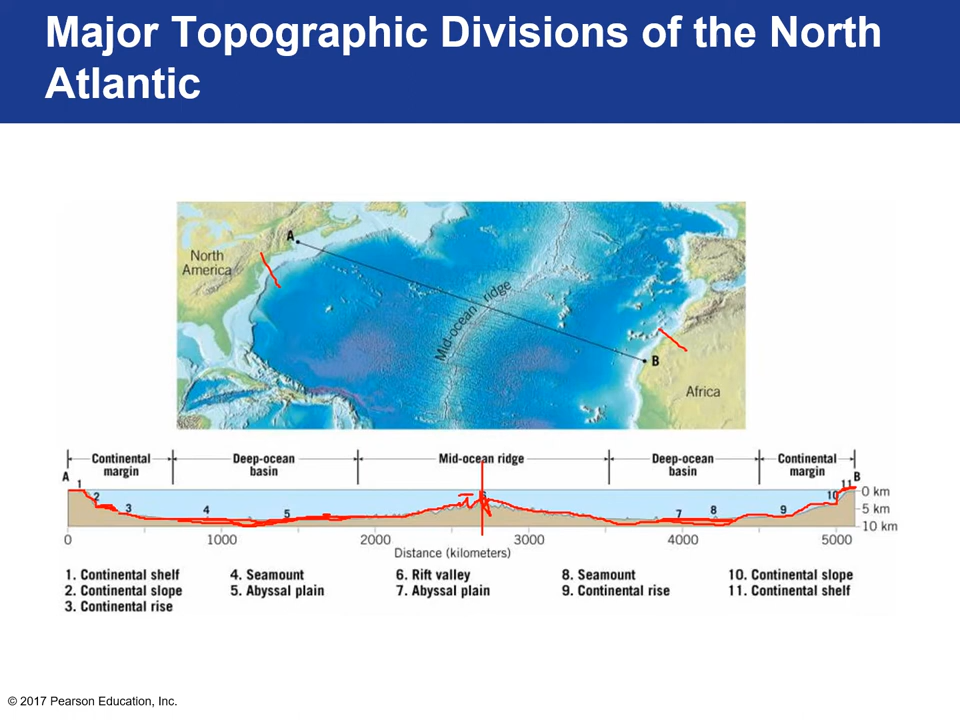 Major Topographic Divisions of the North
Atlantic
A
North
America
Mid-ocean ridge
B
Africa
Continental
margin
Deep-ocean
basin
Mid-ocean ridge
Deep-ocean
basin
Continental
margin
A
B
1
2
3
4
5
6
7
8
9
10
11
0 km
5 km
10 km
0
1000
2000
3000
4000
5000
Distance (kilometers)
1. Continental shelf
2. Continental slope
3. Continental rise
4. Seamount
5. Abyssal plain
6. Rift valley
7. Abyssal plain
8. Seamount
9. Continental rise
10. Continental slope
11. Continental shelf
© 2017 Pearson Education, Inc.